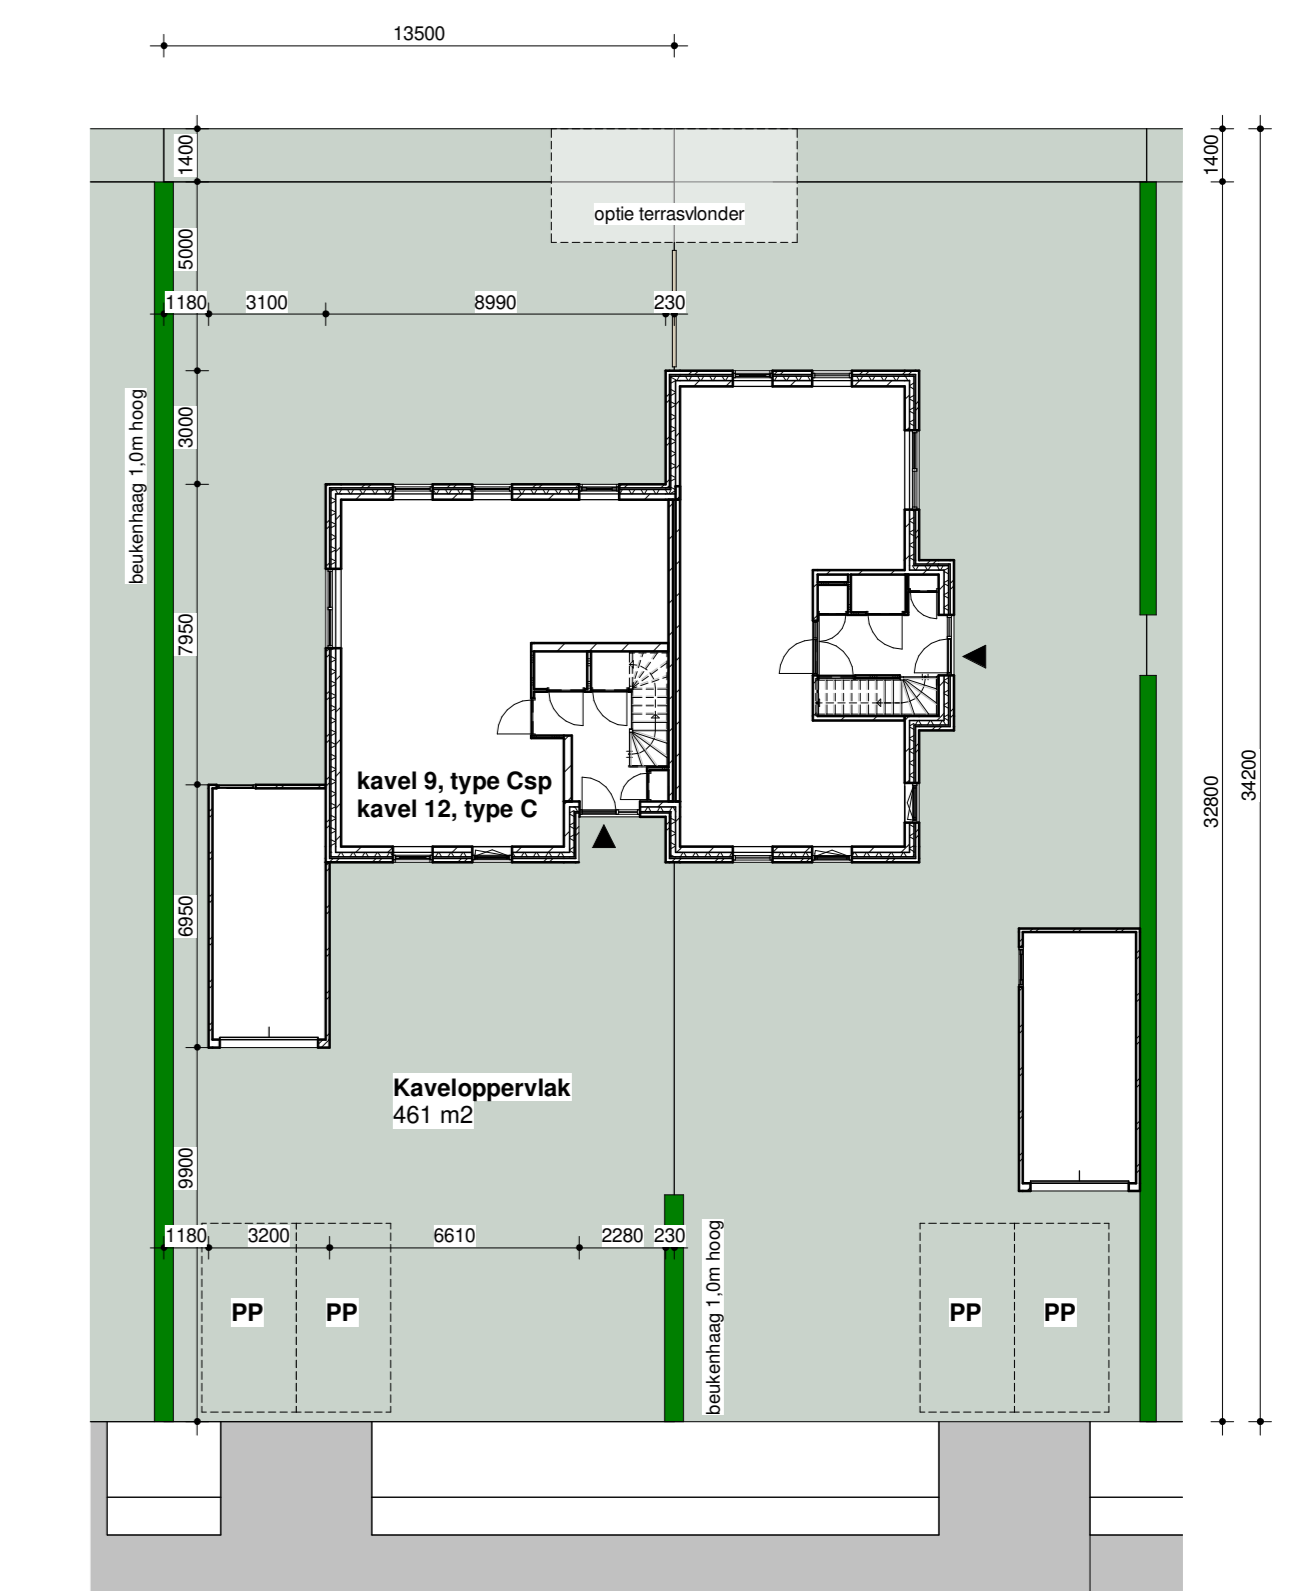 13500
1400
1400
optie terrasvlonder
5000
1180 3100 8990 230
beukenhaag 1,0m hoog
3000
7950
kavel 9, type Csp
kavel 12, type C
32800
34200
6950
Kaveloppervlak
461 m2
9900
1180 3200 6610 2280 230
beukenhaag 1,0m hoog
PP PP PP PP